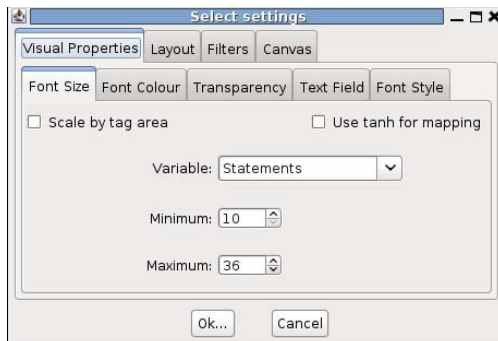 Select settings
Visual Properties Layout Filters Canvas
Font Size Font Colour Transparency Text Field Font Style
Scale by tag area Use tanh for mapping
Variable: Statements
Minimum: 10
Maximum: 36
Ok... Cancel